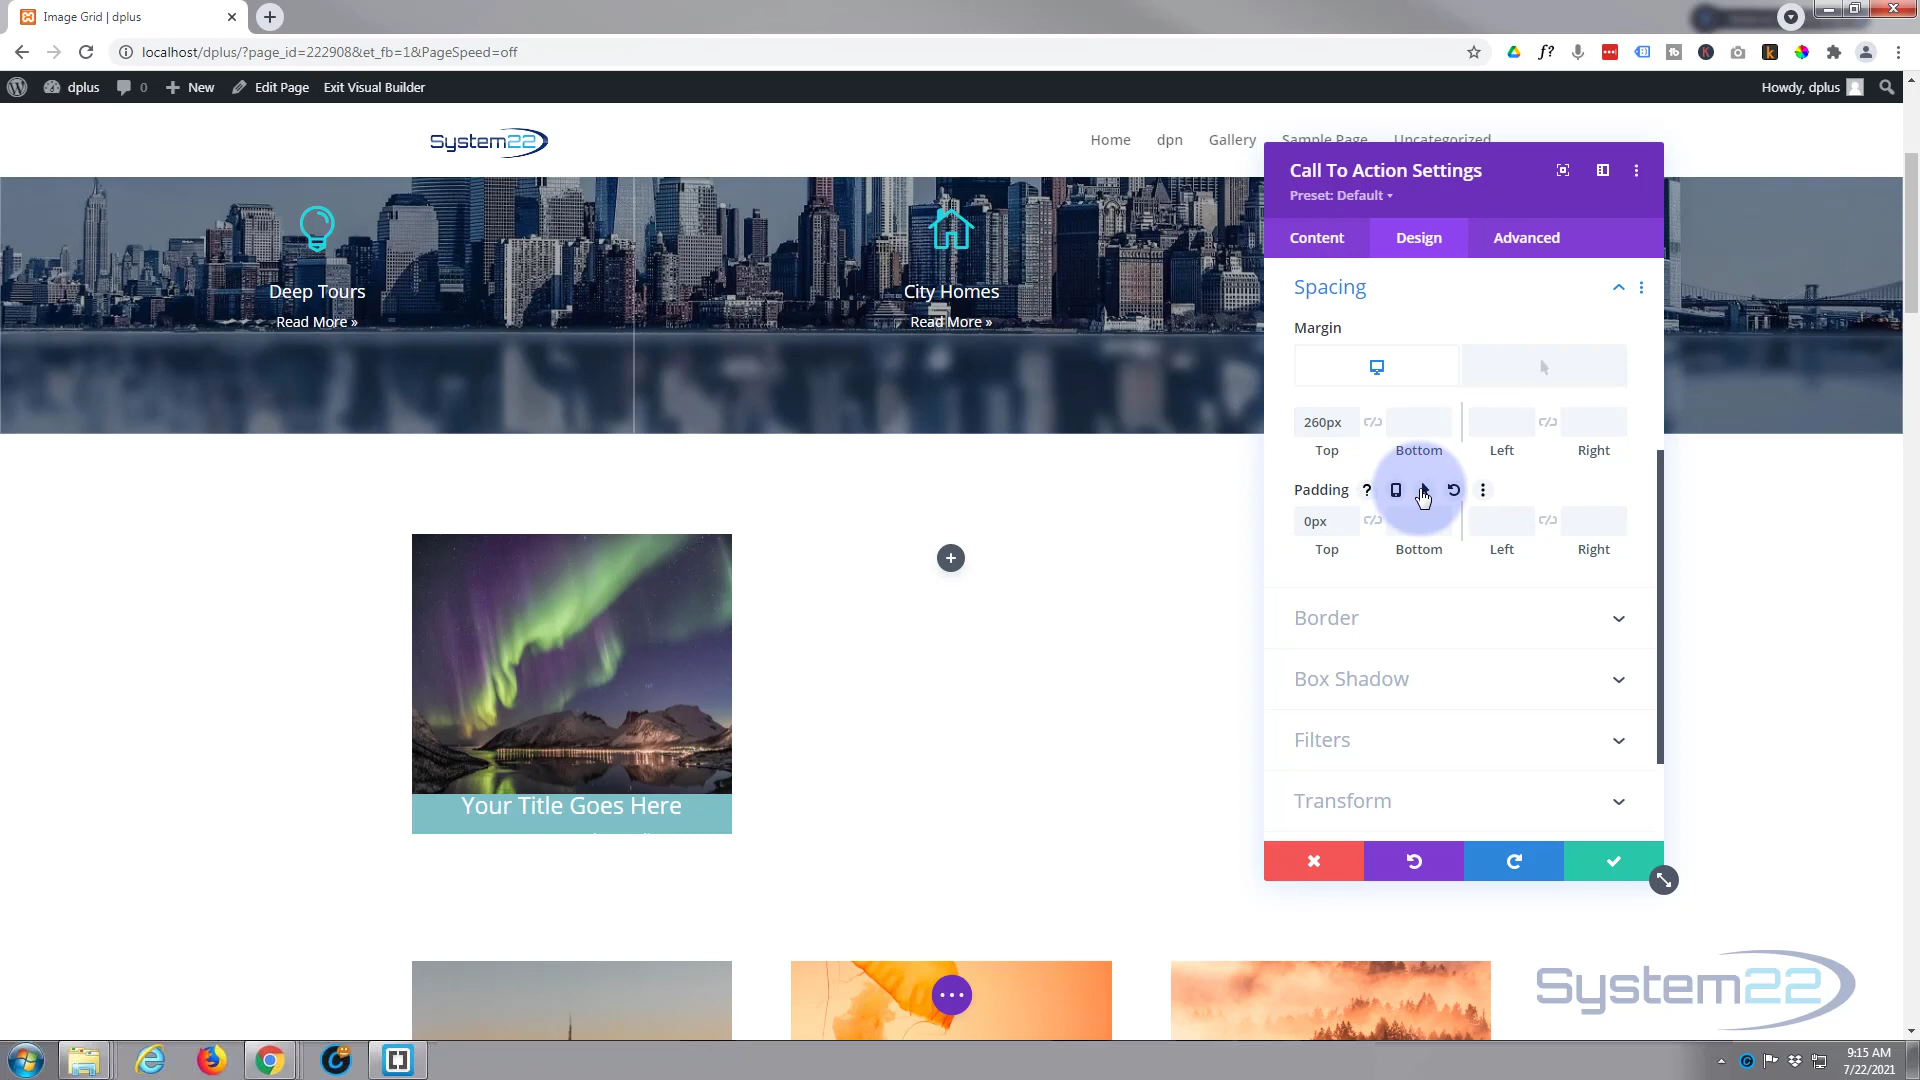 Image Grid | dplus
localhost/dplus/?page_id=222908&et_fb=1&PageSpeed=off
dplus 0 New Edit Page Exit Visual Builder Howdy, dplus
System22 Home dpn Gallery Sample Page Uncategorized
Deep Tours
Read More »
City Homes
Read More »
Call To Action Settings
Preset: Default
Content Design Advanced
Spacing
Margin
260px
Top Bottom Left Right
Padding ?
0px
Top Bottom Left Right
Border
Box Shadow
Filters
Transform
Your Title Goes Here
System22
9:15 AM
7/22/2021